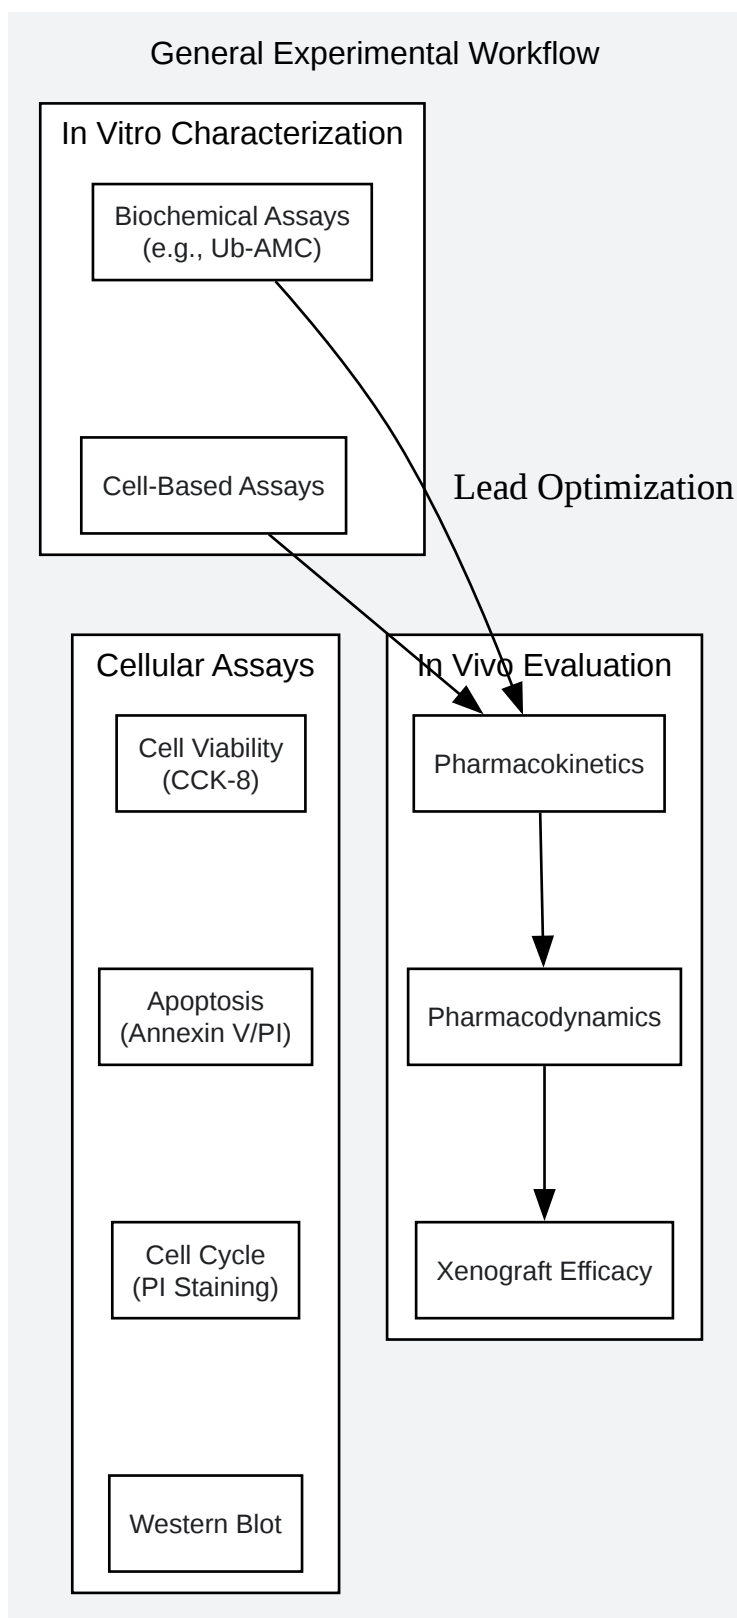 General Experimental Workflow
In Vitro Characterization
Biochemical Assays
(e.g., Ub-AMC)
Cell-Based Assays
Lead Optimization
Cellular Assays
Cell Viability
(CCK-8)
Apoptosis
(Annexin V/PI)
Cell Cycle
(PI Staining)
Western Blot
In Vivo Evaluation
Pharmacokinetics
Pharmacodynamics
Xenograft Efficacy